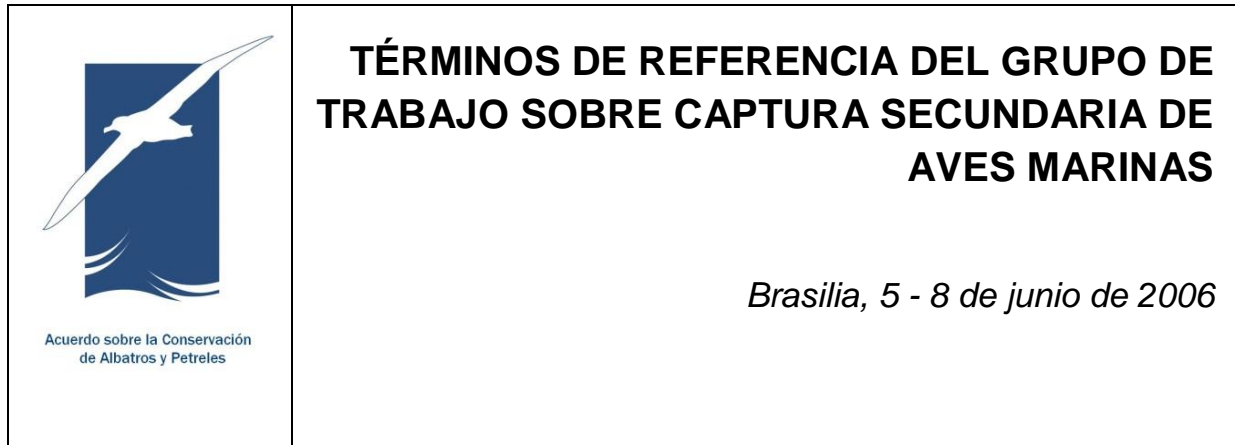 TÉRMINOS DE REFERENCIA DEL GRUPO DE
TRABAJO SOBRE CAPTURA SECUNDARIA DE
AVES MARINAS
Brasilia, 5 - 8 de junio de 2006
Acuerdo sobre la Conservación
de Albatros y Petreles